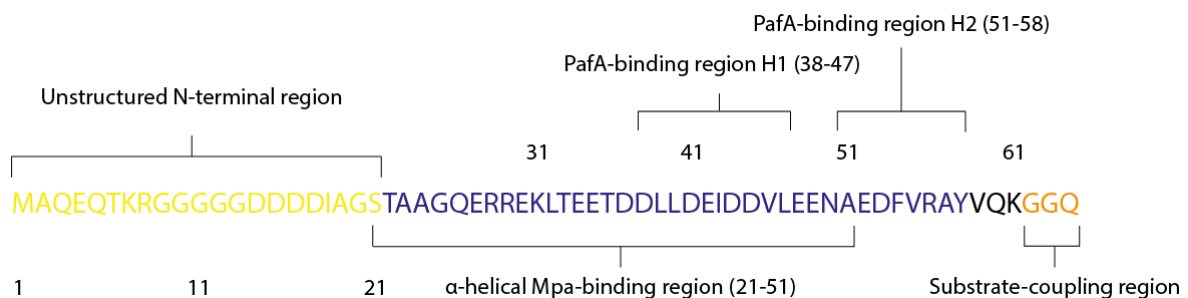 PafA-binding region H2 (51-58)
PafA-binding region H1 (38-47)
Unstructured N-terminal region
31 41 51 61
MAQEQTKRGGGGGDDDDIAGSTAAGQERREKLTEETDDLLDEIDDVLEENAEDFVRAYVQKGGQ
1 11 21 α-helical Mpa-binding region (21-51) Substrate-coupling region